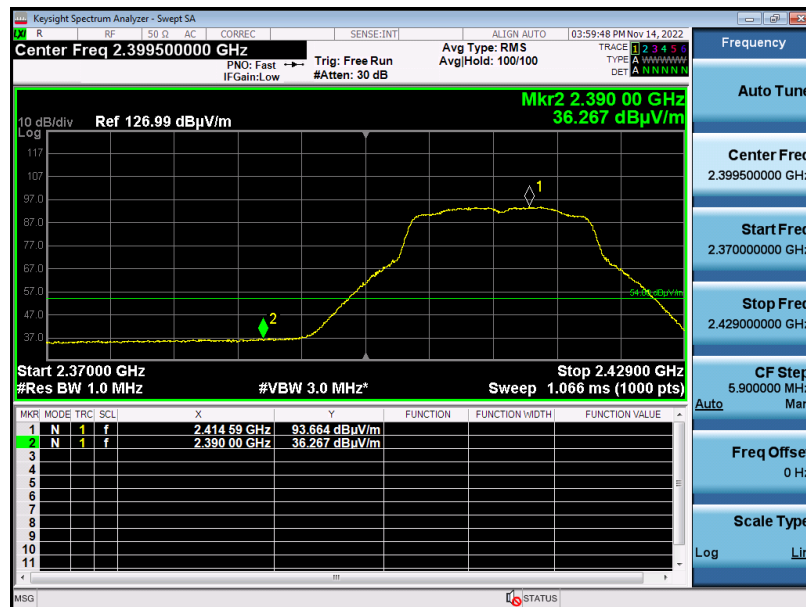 Keysight Spectrum Analyzer - Swept SA
LXI R RF 50 Ω AC CORREC SENSE:INT ALIGN AUTO 03:59:48 PM Nov 14, 2022
Center Freq 2.399500000 GHz
PNO: Fast
IFGain:Low
Trig: Free Run
#Atten: 30 dB
Avg Type: RMS
Avg|Hold: 100/100
TRACE 1 2 3 4 5 6
TYPE A WWWWW
DET A N N N N N
Mkr2 2.390 00 GHz
36.267 dBµV/m
10 dB/div Ref 126.99 dBµV/m
Log
117
107
97.0
87.0
77.0
67.0
57.0
47.0
37.0
1
2
54.00 dBµV/m
Start 2.37000 GHz Stop 2.42900 GHz
#Res BW 1.0 MHz #VBW 3.0 MHz* Sweep 1.066 ms (1000 pts)
MKR MODE TRC SCL X Y FUNCTION FUNCTION WIDTH FUNCTION VALUE
1 N 1 f 2.414 59 GHz 93.664 dBµV/m
2 N 1 f 2.390 00 GHz 36.267 dBµV/m
3
4
5
6
7
8
9
10
11
MSG STATUS
Frequency
Auto Tune
Center Freq
2.399500000 GHz
Start Freq
2.370000000 GHz
Stop Freq
2.429000000 GHz
CF Step
5.900000 MHz
Auto Man
Freq Offset
0 Hz
Scale Type
Log Lin